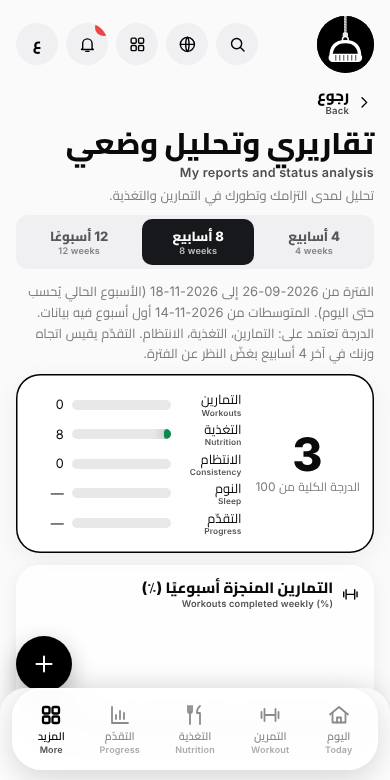 ع
رجوع
Back
تقاريري وتحليل وضعي
My reports and status analysis
تحليل لمدى التزامك وتطورك في التمارين والتغذية.
4 أسابيع
4 weeks
8 أسابيع
8 weeks
12 أسبوعًا
12 weeks
الفترة من 2026-09-26 إلى 2026-11-18 (الأسبوع الحالي يُحسب
حتى اليوم). المتوسطات من 2026-11-14 أول أسبوع فيه بيانات.
الدرجة تعتمد على: التمارين، التغذية، الانتظام. التقدّم يقيس اتجاه
وزنك في آخر 4 أسابيع بغضّ النظر عن الفترة.
3
الدرجة الكلية من 100
التمارين
Workouts
0
التغذية
Nutrition
8
الانتظام
Consistency
0
النوم
Sleep
—
التقدّم
Progress
—
التمارين المنجزة أسبوعيًا (٪)
Workouts completed weekly (%)
اليوم
Today
التمرين
Workout
التغذية
Nutrition
التقدّم
Progress
المزيد
More